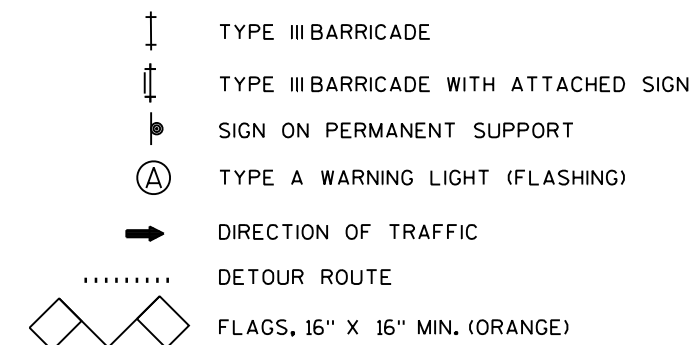 TYPE III BARRICADE
TYPE III BARRICADE WITH ATTACHED SIGN
SIGN ON PERMANENT SUPPORT
A TYPE A WARNING LIGHT (FLASHING)
DIRECTION OF TRAFFIC
DETOUR ROUTE
FLAGS, 16" X 16" MIN. (ORANGE)